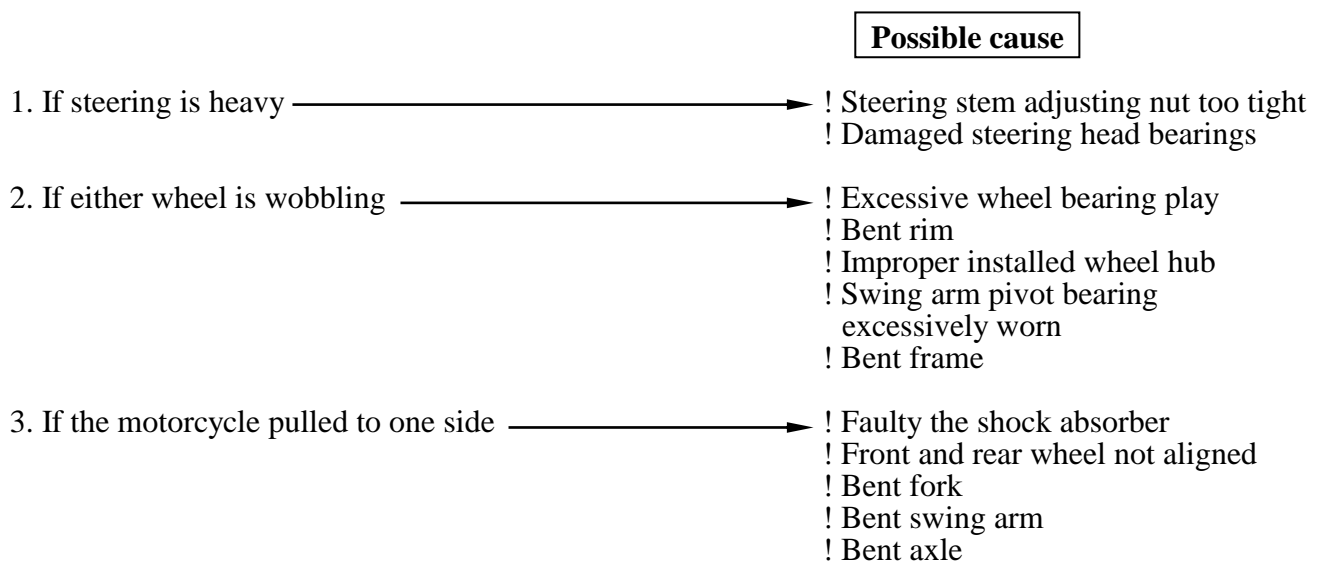 Possible cause
1. If steering is heavy ! Steering stem adjusting nut too tight
! Damaged steering head bearings
2. If either wheel is wobbling ! Excessive wheel bearing play
! Bent rim
! Improper installed wheel hub
! Swing arm pivot bearing
excessively worn
! Bent frame
3. If the motorcycle pulled to one side ! Faulty the shock absorber
! Front and rear wheel not aligned
! Bent fork
! Bent swing arm
! Bent axle